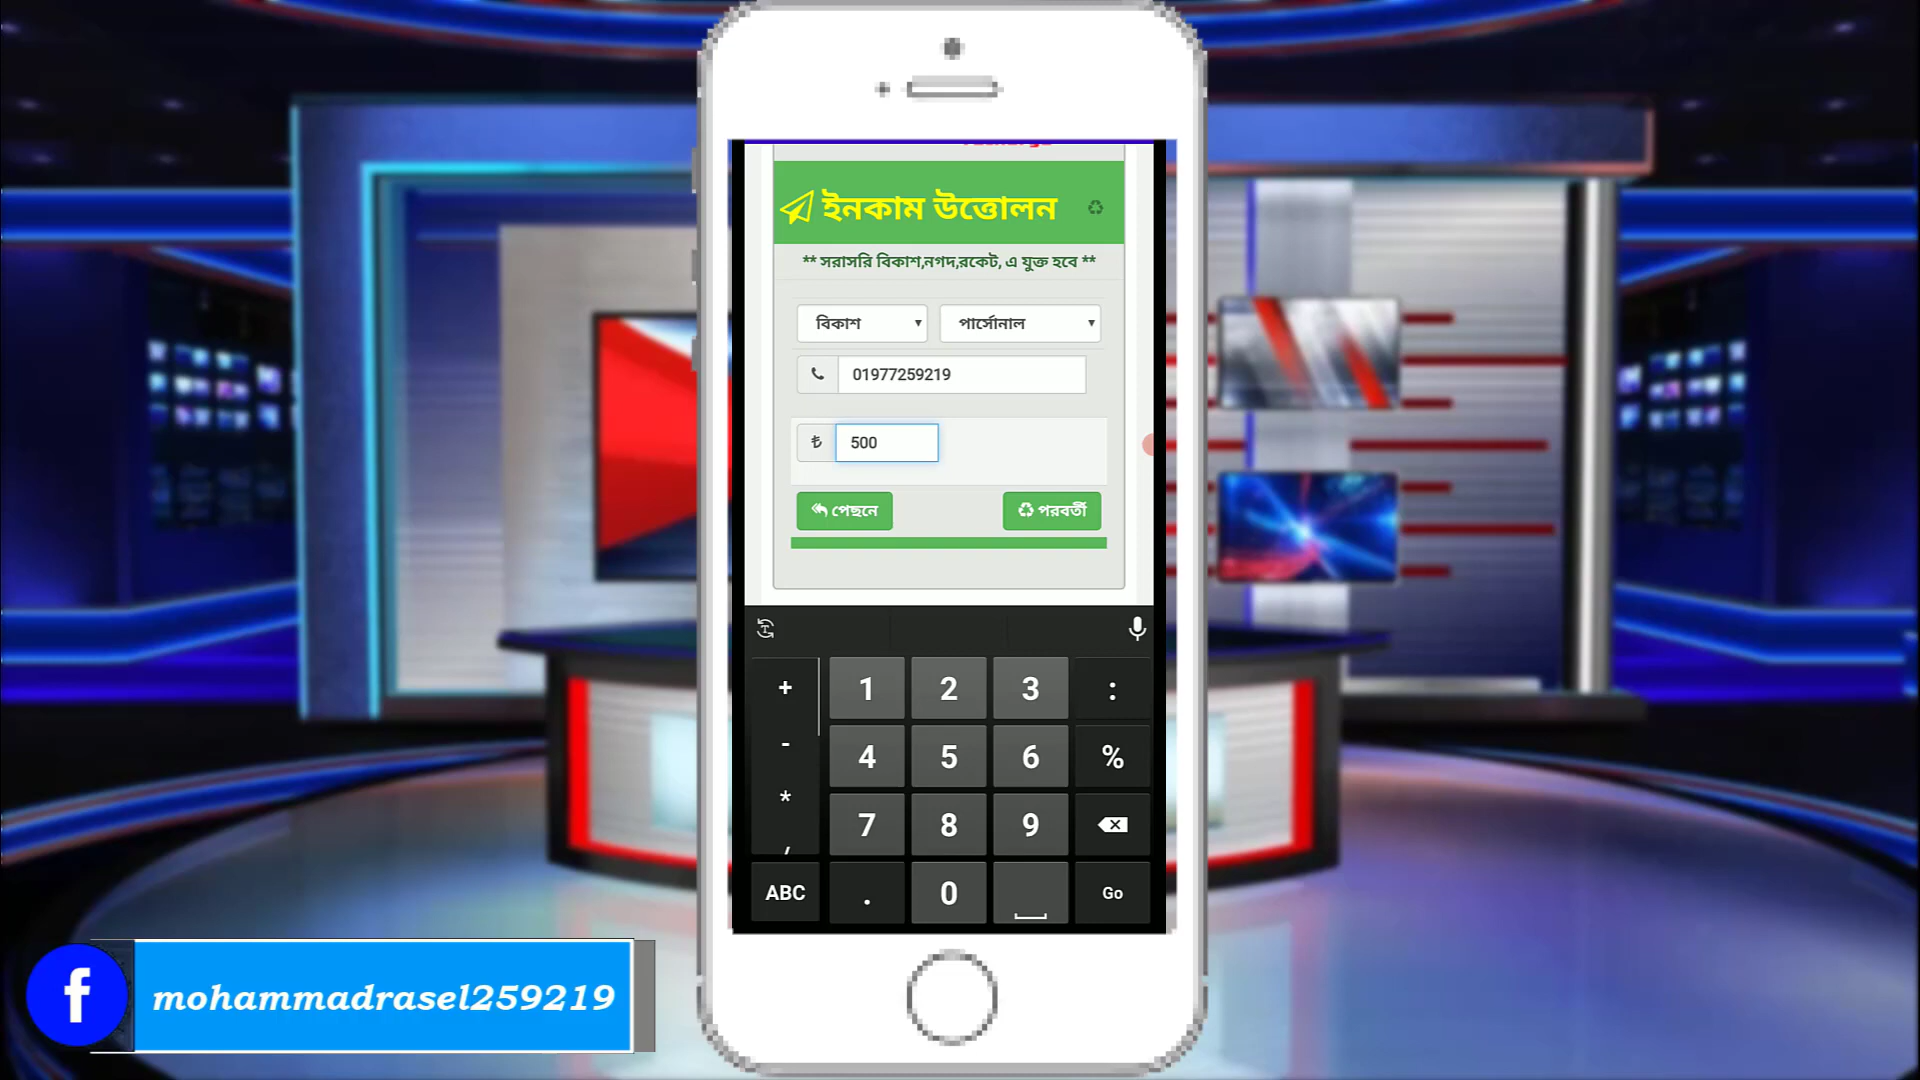 ইনকাম উত্তোলন
** সরাসরি বিকাশ,নগদ,রকেট, এ যুক্ত হবে **
বিকাশ পার্সোনাল
01977259219
৳ 500
পেছনে পরবর্তী
+ 1 2 3 :
- 4 5 6 %
* 7 8 9
,
ABC . 0 Go
f mohammadrasel259219